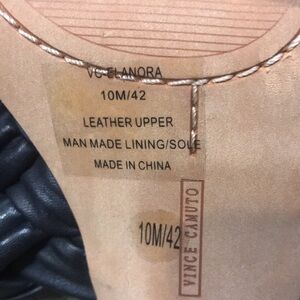 VC-ELANORA
10M/42
LEATHER UPPER
MAN MADE LINING/SOLE
MADE IN CHINA
10M/42
VINCE CAMUTO